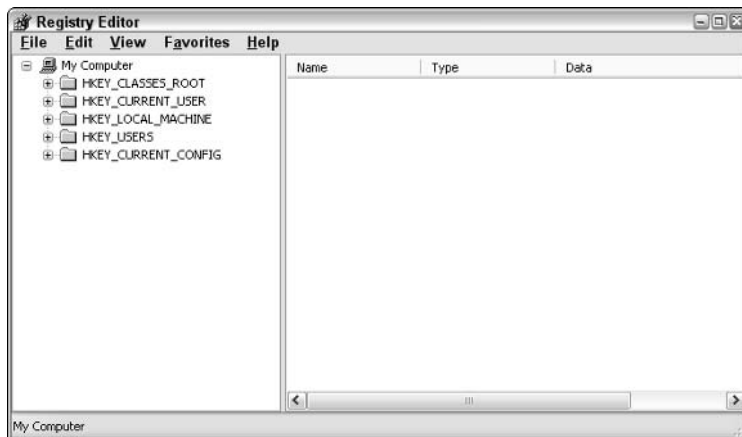 Registry Editor
File Edit View Favorites Help
My Computer
HKEY_CLASSES_ROOT
HKEY_CURRENT_USER
HKEY_LOCAL_MACHINE
HKEY_USERS
HKEY_CURRENT_CONFIG
Name Type Data
My Computer